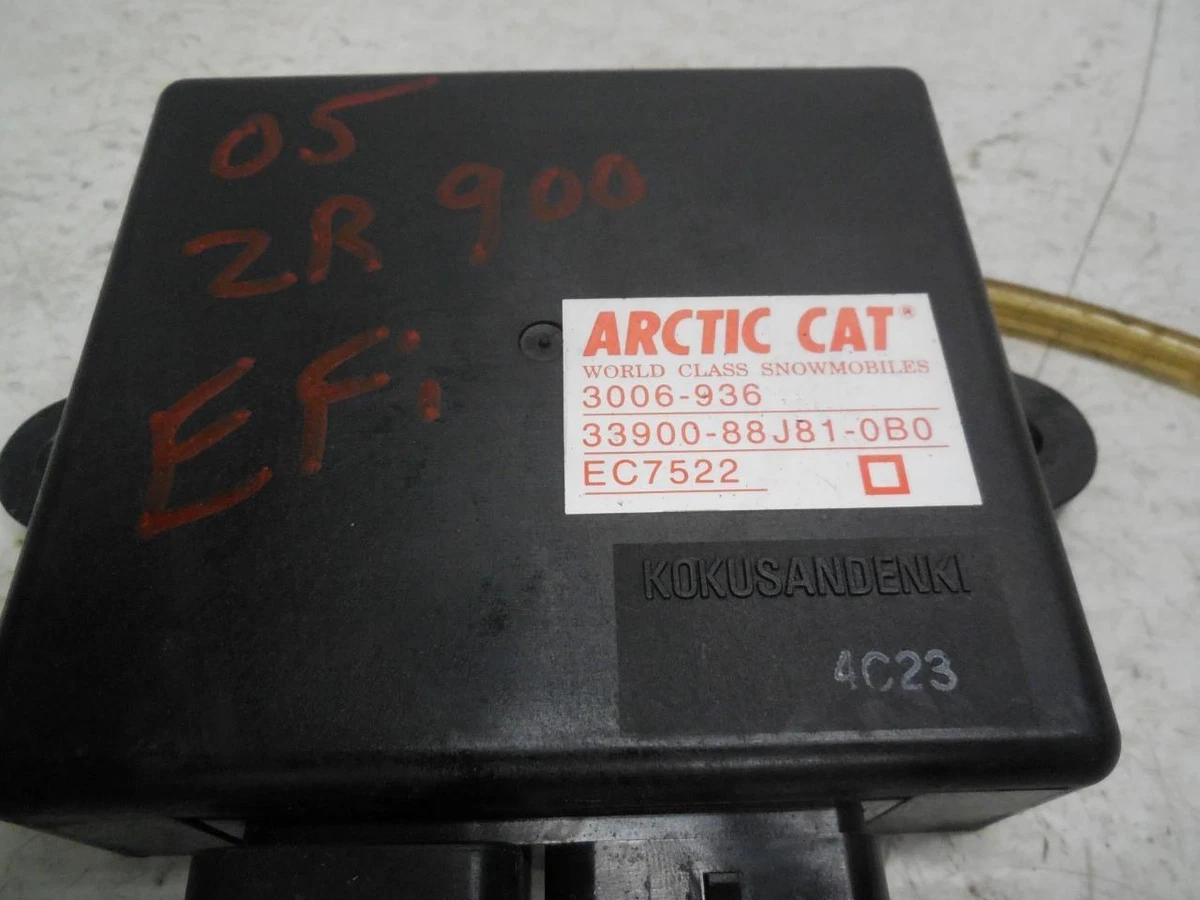 05
ZR 900
EFi
ARCTIC CAT®
WORLD CLASS SNOWMOBILES
3006-936
33900-88J81-0B0
EC7522
KOKUSANDENKI
4C23